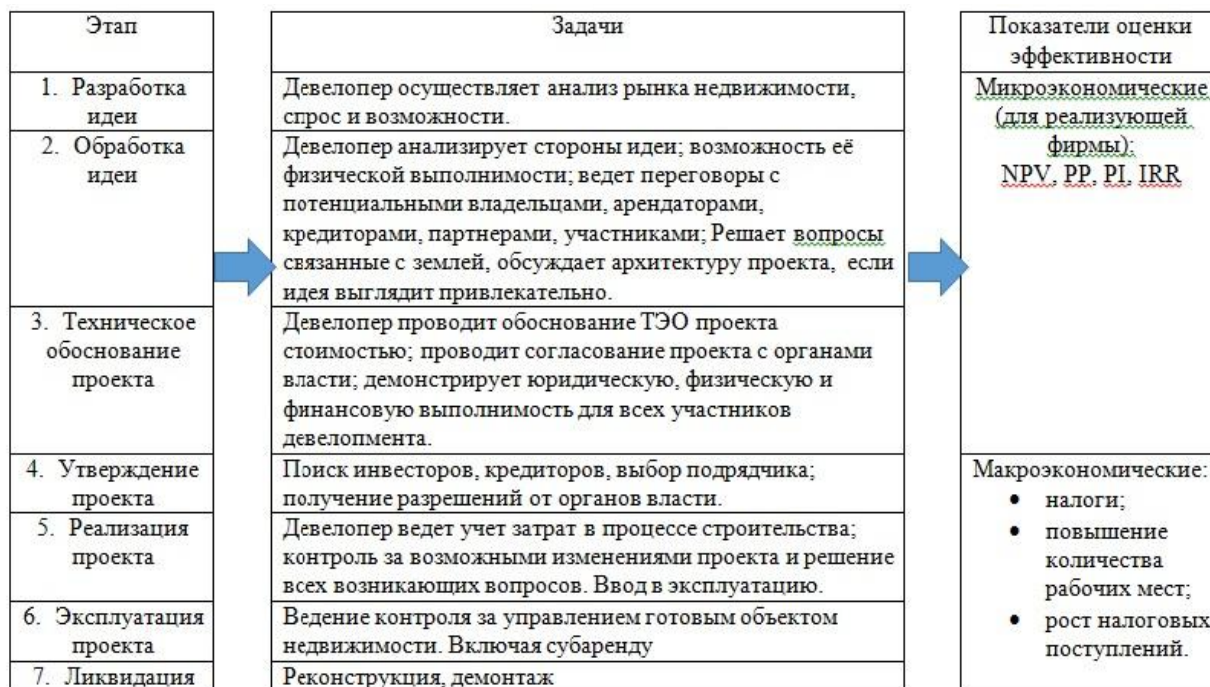 Этап
Задачи
Показатели оценки
эффективности
1. Разработка
идеи
Девелопер осуществляет анализ рынка недвижимости,
спрос и возможности.
2. Обработка
идеи
Девелопер анализирует стороны идеи; возможность её
физической выполнимости; ведет переговоры с
потенциальными владельцами, арендаторами,
кредиторами, партнерами, участниками; Решает вопросы
связанные с землей, обсуждает архитектуру проекта, если
идея выглядит привлекательно.
3. Техническое
обоснование
проекта
Девелопер проводит обоснование ТЭО проекта
стоимостью; проводит согласование проекта с органами
власти; демонстрирует юридическую, физическую и
финансовую выполнимость для всех участников
девелопмента.
Микроэкономические
(для реализующей
фирмы):
NPV, PP, PI, IRR
4. Утверждение
проекта
Поиск инвесторов, кредиторов, выбор подрядчика;
получение разрешений от органов власти.
5. Реализация
проекта
Девелопер ведет учет затрат в процессе строительства;
контроль за возможными изменениями проекта и решение
всех возникающих вопросов. Ввод в эксплуатацию.
6. Эксплуатация
проекта
Ведение контроля за управлением готовым объектом
недвижимости. Включая субаренду
7. Ликвидация
Реконструкция, демонтаж
Макроэкономические:
• налоги;
• повышение
количества
рабочих мест;
• рост налоговых
поступлений.